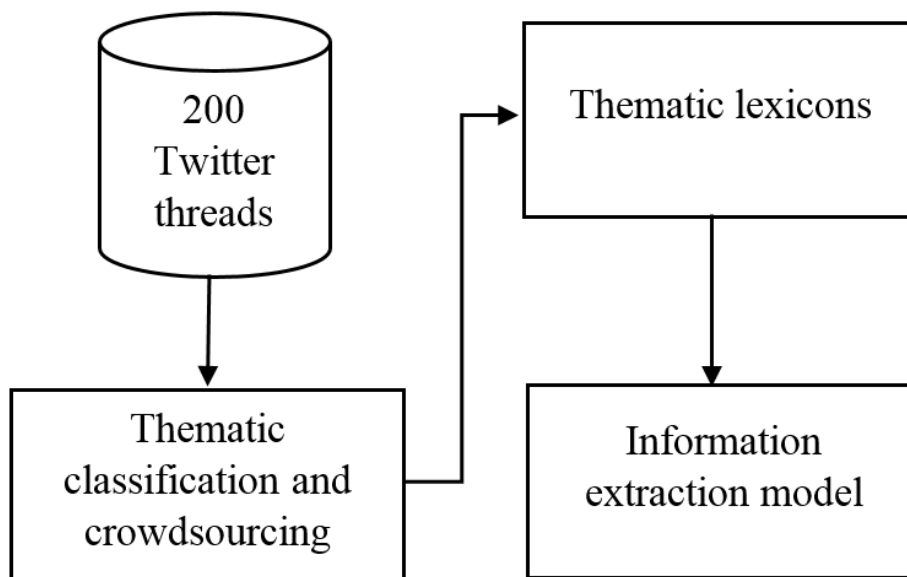 200
Twitter
threads
Thematic
classification and
crowdsourcing
Thematic lexicons
Information
extraction model